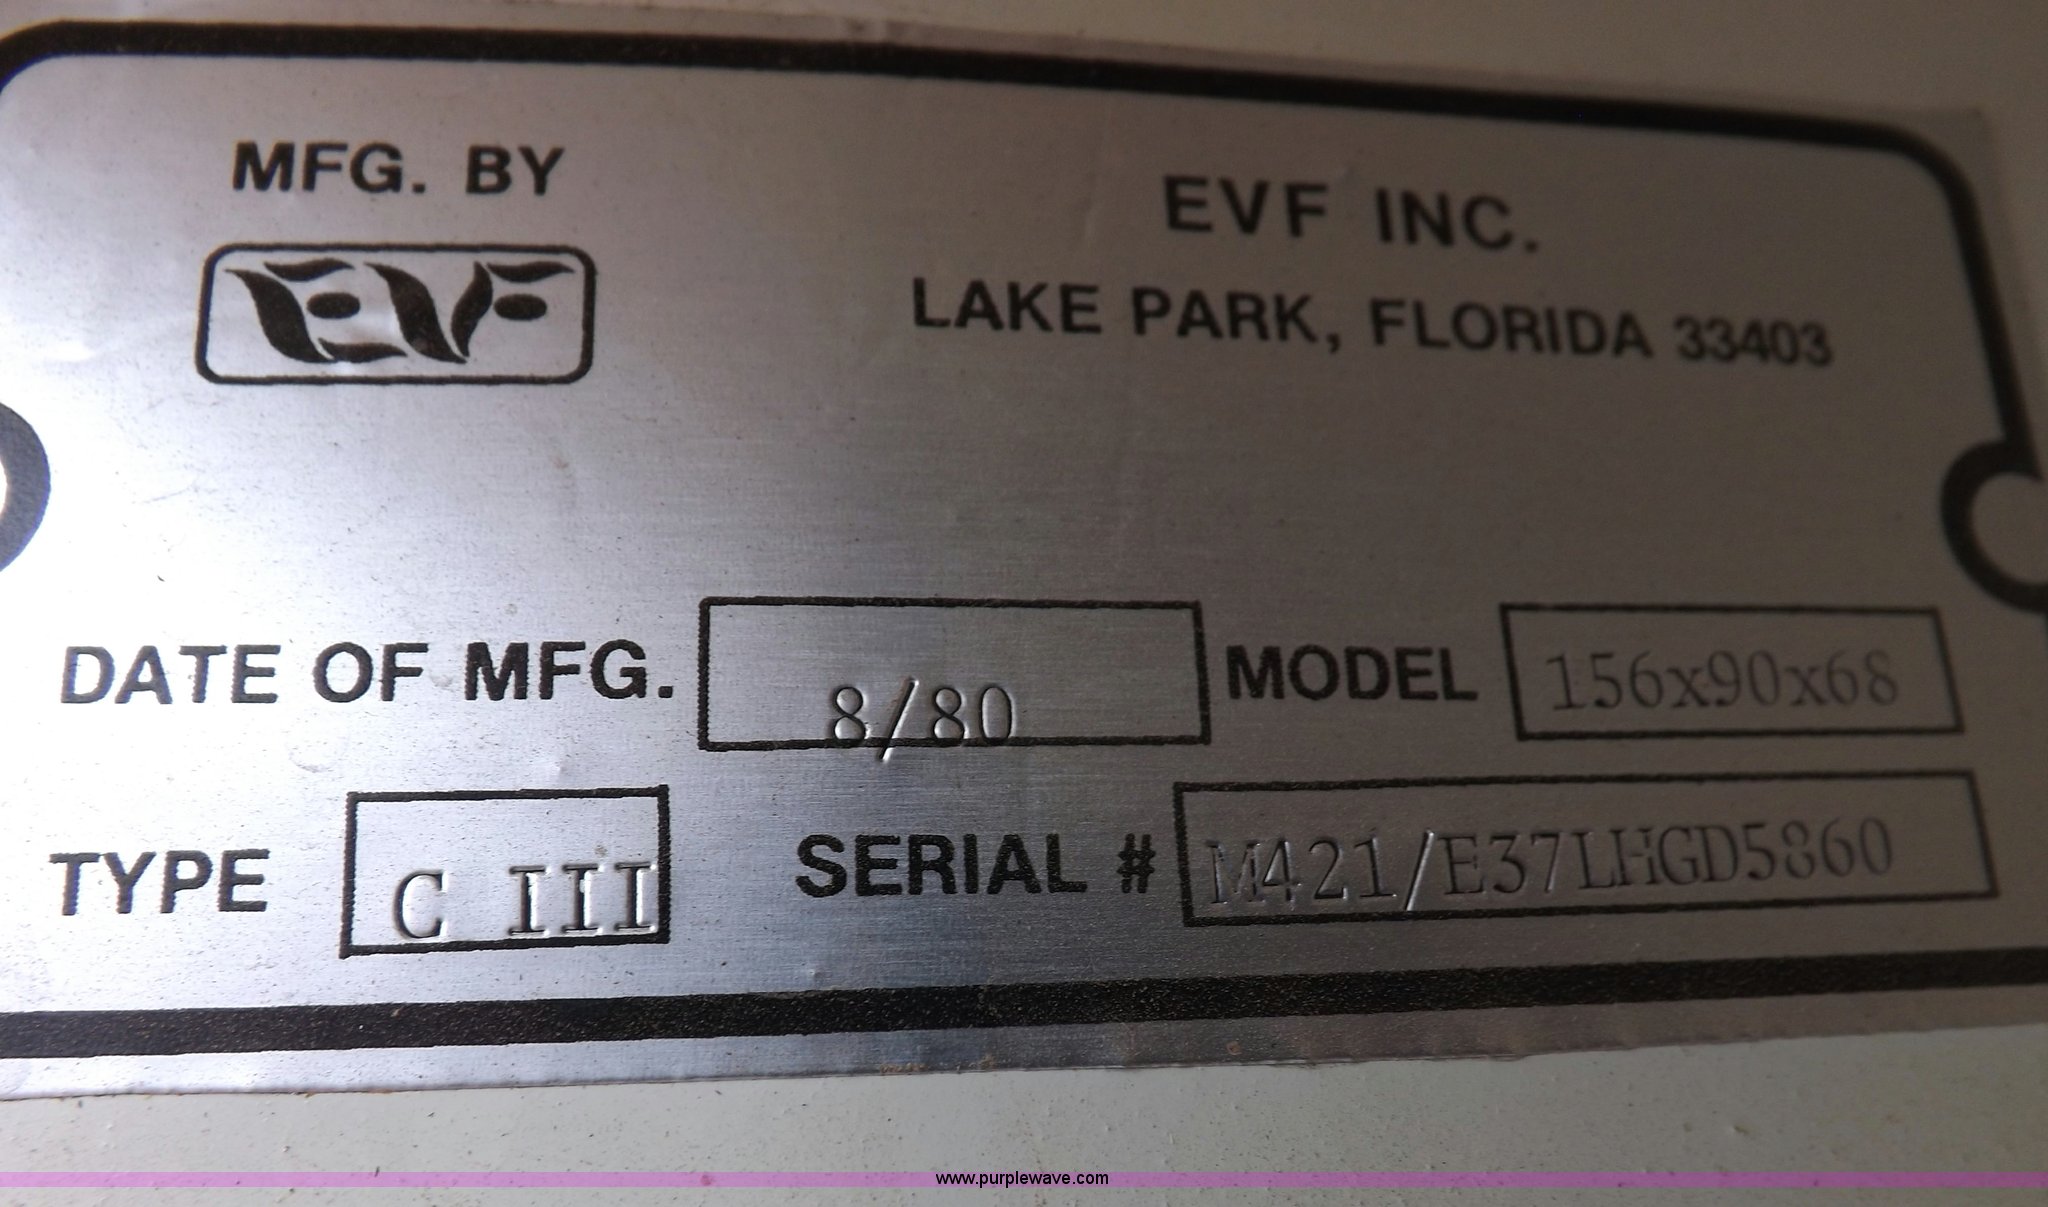 MFG. BY
EVF
EVF INC.
LAKE PARK, FLORIDA 33403
DATE OF MFG. 8/80 MODEL 156x90x68
TYPE C III SERIAL # M421/E37LHGD5860
www.purplewave.com